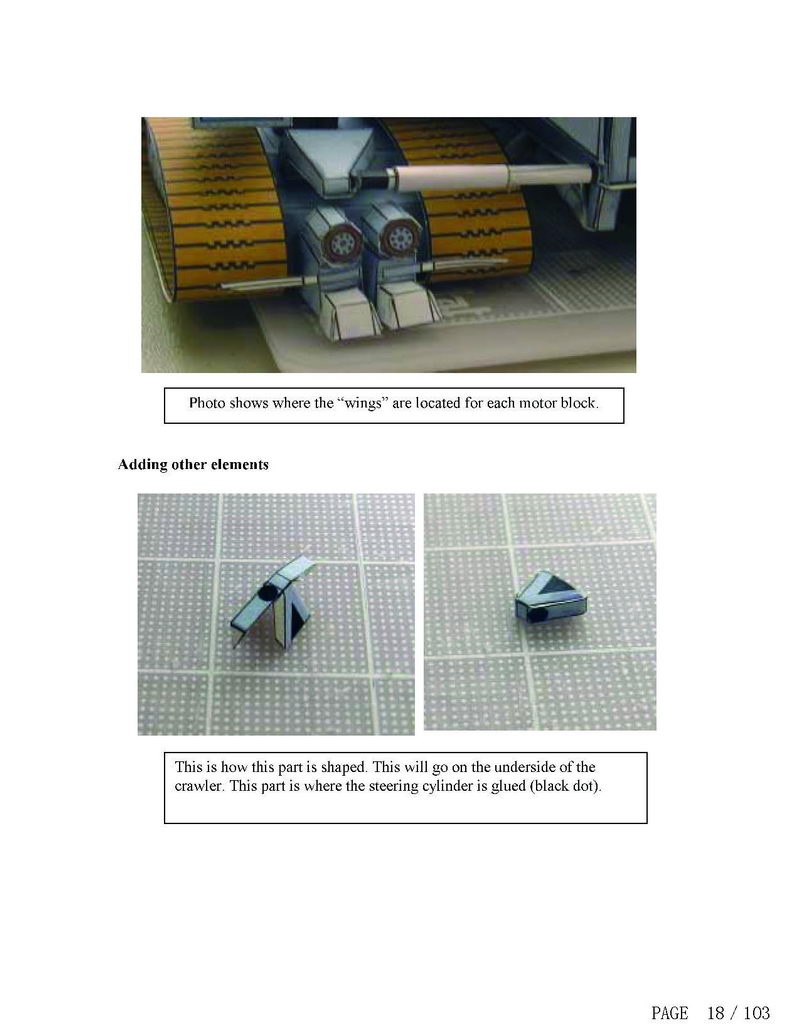 Photo shows where the “wings” are located for each motor block.
Adding other elements
This is how this part is shaped. This will go on the underside of the
crawler. This part is where the steering cylinder is glued (black dot).
PAGE 18 / 103